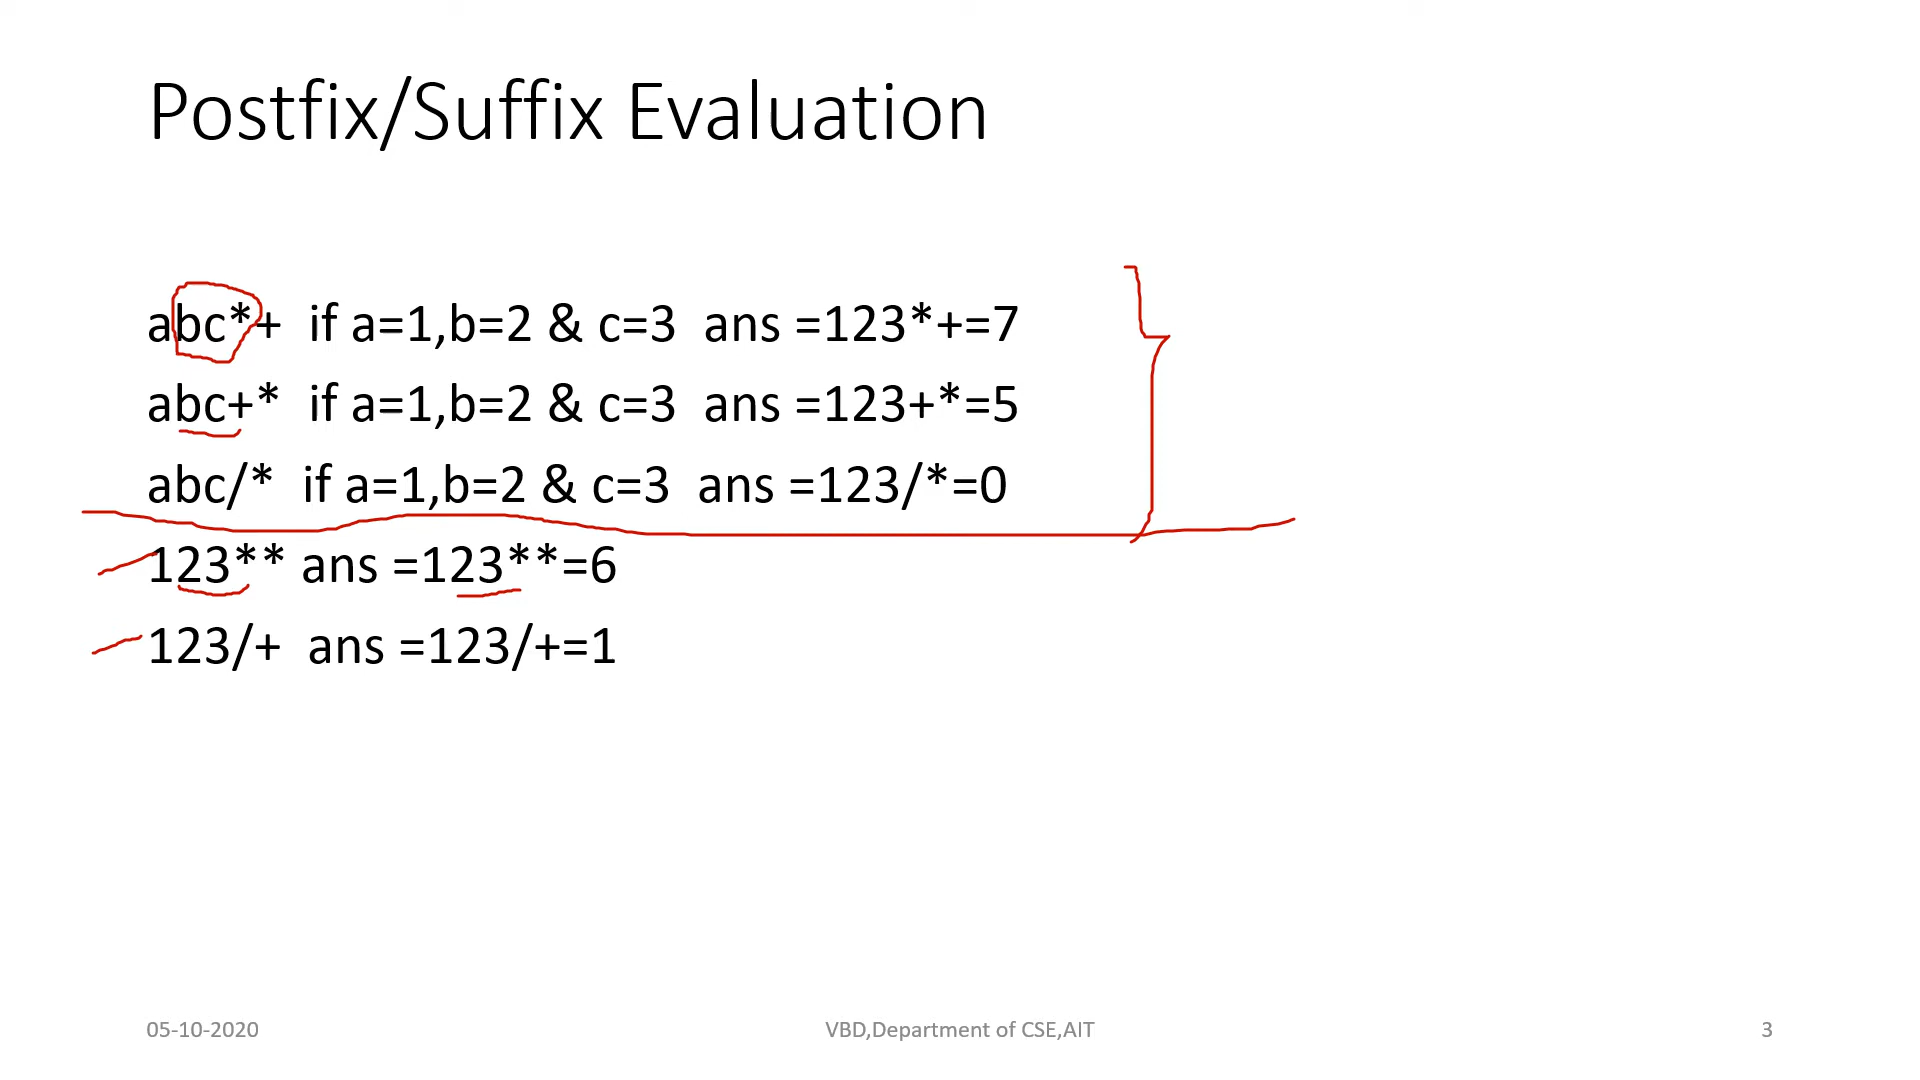 Postfix/Suffix Evaluation
abc*+ if a=1,b=2 & c=3 ans =123*+=7
abc+* if a=1,b=2 & c=3 ans =123+*=5
abc/* if a=1,b=2 & c=3 ans =123/*=0
123** ans =123**=6
123/+ ans =123/+=1
05-10-2020 VBD,Department of CSE,AIT 3